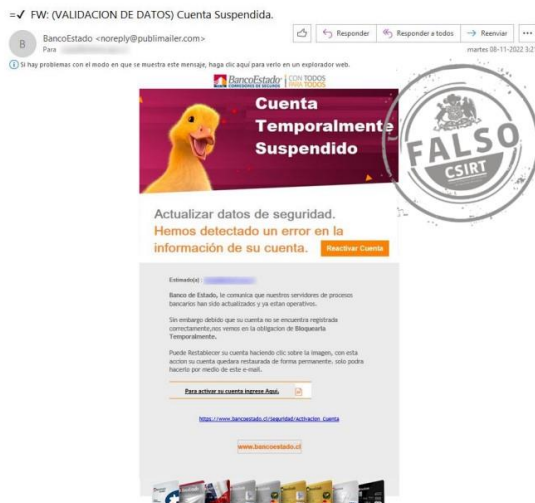 =✓ FW: (VALIDACION DE DATOS) Cuenta Suspendida.
B
BancoEstado <noreply@publimailer.com>
Para
Responder
Responder a todos
Reenviar
martes 08-11-2022 3:2
Si hay problemas con el modo en que se muestra este mensaje, haga clic aquí para verlo en un explorador web.
BancoEstado
CORREDORES DE SEGUROS
CON TODOS
PARA TODOS
Cuenta
Temporalmente
Suspendido
FALSO
CSIRT
Actualizar datos de seguridad.
Hemos detectado un error en la
información de su cuenta.
Reactivar Cuenta
Estimado(a)
Banco de Estado, le comunica que nuestros servidores de procesos
bancarios han sido actualizados y ya estan operativos.
Sin embargo debido que su cuenta no se encuentra registrada
correctamente,nos vemos en la obligacion de Bloquearla
Temporalmente.
Puede Restablecer su cuenta haciendo clic sobre la imagen, con esta
accion su cuenta quedara restaurada de forma permanente, solo podra
hacerlo por medio de este e-mail.
Para activar su cuenta ingrese Aquí.
https://www.bancoestado.cl/seguridad/activacion_Cuenta
www.bancoestado.cl